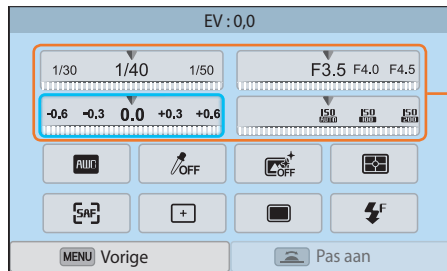 EV : 0,0
1/30 1/40 1/50
F3.5 F4.0 F4.5
-0.6 -0.3 0.0 +0.3 +0.6
ISO AUTO ISO 100 ISO 200
AWB OFF OFF
SAF F
MENU Vorige
Pas aan